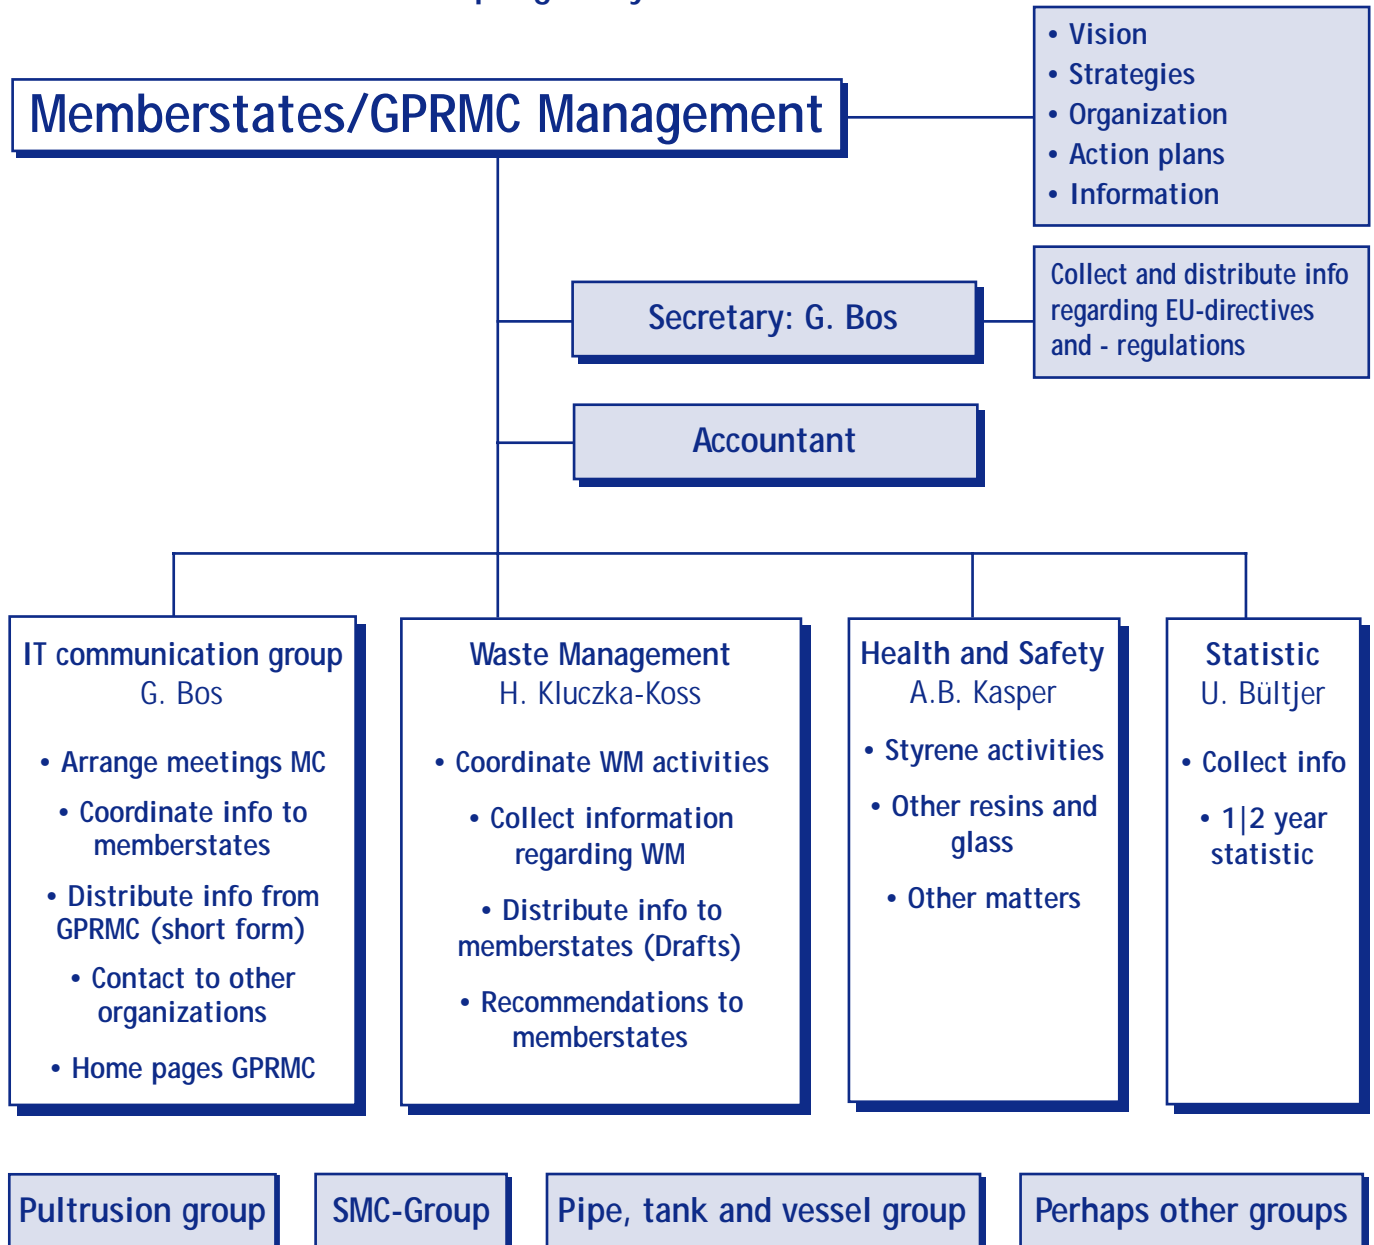 • Vision
• Strategies
• Organization
• Action plans
• Information
Memberstates/GPRMC Management
Collect and distribute info
regarding EU-directives
and - regulations
Secretary: G. Bos
Accountant
IT communication group
G. Bos
• Arrange meetings MC
• Coordinate info to
memberstates
• Distribute info from
GPRMC (short form)
• Contact to other
organizations
• Home pages GPRMC
Waste Management
H. Kluczka-Koss
• Coordinate WM activities
• Collect information
regarding WM
• Distribute info to
memberstates (Drafts)
• Recommendations to
memberstates
Health and Safety
A.B. Kasper
• Styrene activities
• Other resins and
glass
• Other matters
Statistic
U. Bültjer
• Collect info
• 1|2 year
statistic
Pultrusion group
SMC-Group
Pipe, tank and vessel group
Perhaps other groups